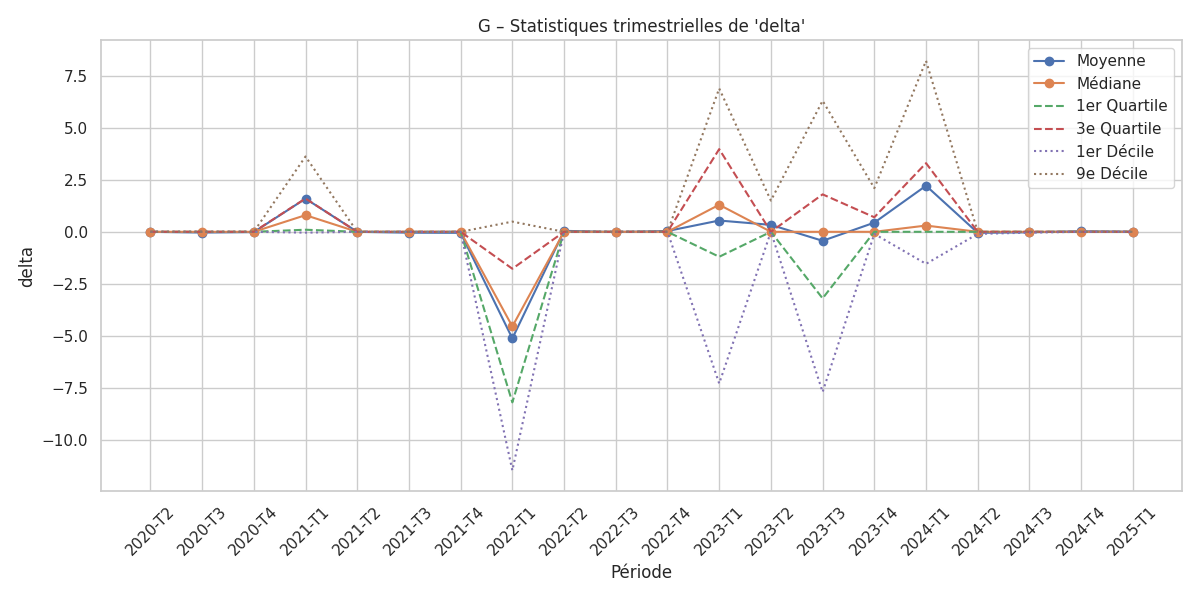 G – Statistiques trimestrielles de 'delta'
Moyenne
Médiane
1er Quartile
3e Quartile
1er Décile
9e Décile
7.5
5.0
2.5
0.0
−2.5
−5.0
−7.5
−10.0
delta
2020-T2
2020-T3
2020-T4
2021-T1
2021-T2
2021-T3
2021-T4
2022-T1
2022-T2
2022-T3
2022-T4
2023-T1
2023-T2
2023-T3
2023-T4
2024-T1
2024-T2
2024-T3
2024-T4
2025-T1
Période